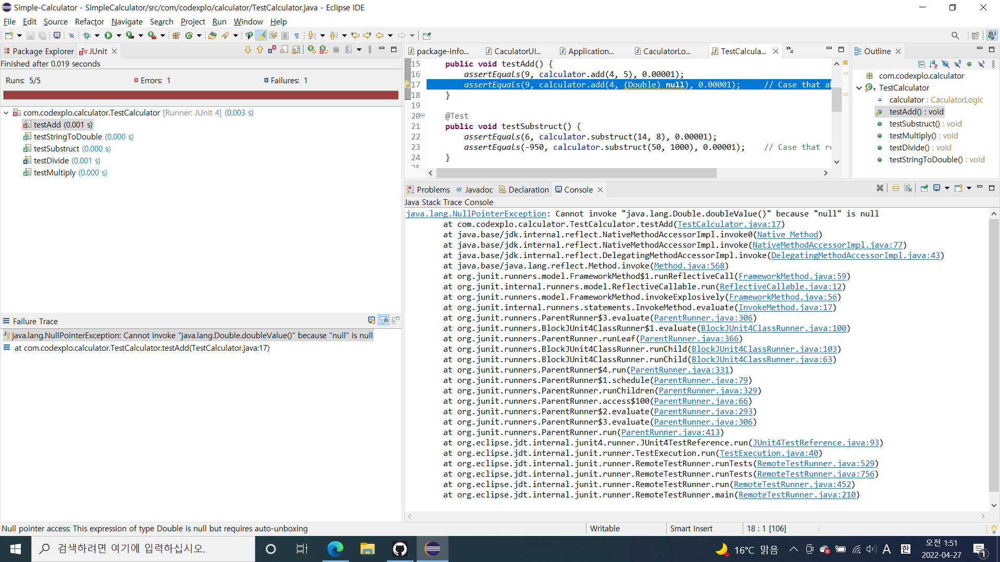 Simple-Calculator - SimpleCalculator/src/com/codexplo/calculator/TestCalculator.java - Eclipse IDE
File Edit Source Refactor Navigate Search Project Run Window Help
Package Explorer JUnit
Finished after 0.019 seconds
Runs: 5/5 Errors: 1 Failures: 1
com.codexplo.calculator.TestCalculator [Runner: JUnit 4] (0.003 s)
testAdd (0.001 s)
testStringToDouble (0.000 s)
testSubstruct (0.000 s)
testDivide (0.001 s)
testMultiply (0.000 s)
Failure Trace
java.lang.NullPointerException: Cannot invoke "java.lang.Double.doubleValue()" because "null" is null
at com.codexplo.calculator.TestCalculator.testAdd(TestCalculator.java:17)
package-info... CaculatorUI... Application... CaculatorLo... TestCalcula... »4
15 public void testAdd() {
16 assertEquals(9, calculator.add(4, 5), 0.00001);
17 assertEquals(9, calculator.add(4, (Double) null), 0.00001); // Case that
18 }
19
20 @Test
21 public void testSubstruct() {
22 assertEquals(6, calculator.substruct(14, 8), 0.00001);
23 assertEquals(-950, calculator.substruct(50, 1000), 0.00001); // Case that
24 }
Outline
com.codexplo.calculator
TestCalculator
calculator : CaculatorLogic
testAdd() : void
testSubstruct() : void
testMultiply() : void
testDivide() : void
testStringToDouble() : void
Problems Javadoc Declaration Console
Java Stack Trace Console
java.lang.NullPointerException: Cannot invoke "java.lang.Double.doubleValue()" because "null" is null
at com.codexplo.calculator.TestCalculator.testAdd(TestCalculator.java:17)
at java.base/jdk.internal.reflect.NativeMethodAccessorImpl.invoke0(Native Method)
at java.base/jdk.internal.reflect.NativeMethodAccessorImpl.invoke(NativeMethodAccessorImpl.java:77)
at java.base/jdk.internal.reflect.DelegatingMethodAccessorImpl.invoke(DelegatingMethodAccessorImpl.java:43)
at java.base/java.lang.reflect.Method.invoke(Method.java:568)
at org.junit.runners.model.FrameworkMethod$1.runReflectiveCall(FrameworkMethod.java:59)
at org.junit.internal.runners.model.ReflectiveCallable.run(ReflectiveCallable.java:12)
at org.junit.runners.model.FrameworkMethod.invokeExplosively(FrameworkMethod.java:56)
at org.junit.internal.runners.statements.InvokeMethod.evaluate(InvokeMethod.java:17)
at org.junit.runners.ParentRunner$3.evaluate(ParentRunner.java:306)
at org.junit.runners.BlockJUnit4ClassRunner$1.evaluate(BlockJUnit4ClassRunner.java:100)
at org.junit.runners.ParentRunner.runLeaf(ParentRunner.java:366)
at org.junit.runners.BlockJUnit4ClassRunner.runChild(BlockJUnit4ClassRunner.java:103)
at org.junit.runners.BlockJUnit4ClassRunner.runChild(BlockJUnit4ClassRunner.java:63)
at org.junit.runners.ParentRunner$4.run(ParentRunner.java:331)
at org.junit.runners.ParentRunner$1.schedule(ParentRunner.java:79)
at org.junit.runners.ParentRunner.runChildren(ParentRunner.java:329)
at org.junit.runners.ParentRunner.access$100(ParentRunner.java:66)
at org.junit.runners.ParentRunner$2.evaluate(ParentRunner.java:293)
at org.junit.runners.ParentRunner$3.evaluate(ParentRunner.java:306)
at org.junit.runners.ParentRunner.run(ParentRunner.java:413)
at org.eclipse.jdt.internal.junit4.runner.JUnit4TestReference.run(JUnit4TestReference.java:93)
at org.eclipse.jdt.internal.junit.runner.TestExecution.run(TestExecution.java:40)
at org.eclipse.jdt.internal.junit.runner.RemoteTestRunner.runTests(RemoteTestRunner.java:529)
at org.eclipse.jdt.internal.junit.runner.RemoteTestRunner.runTests(RemoteTestRunner.java:756)
at org.eclipse.jdt.internal.junit.runner.RemoteTestRunner.run(RemoteTestRunner.java:452)
at org.eclipse.jdt.internal.junit.runner.RemoteTestRunner.main(RemoteTestRunner.java:210)
Null pointer access: This expression of type Double is null but requires auto-unboxing Writable Smart Insert 18 : 1 [106]
검색하려면 여기에 입력하십시오. 16°C 맑음 A 한 오전 1:51
2022-04-27 1